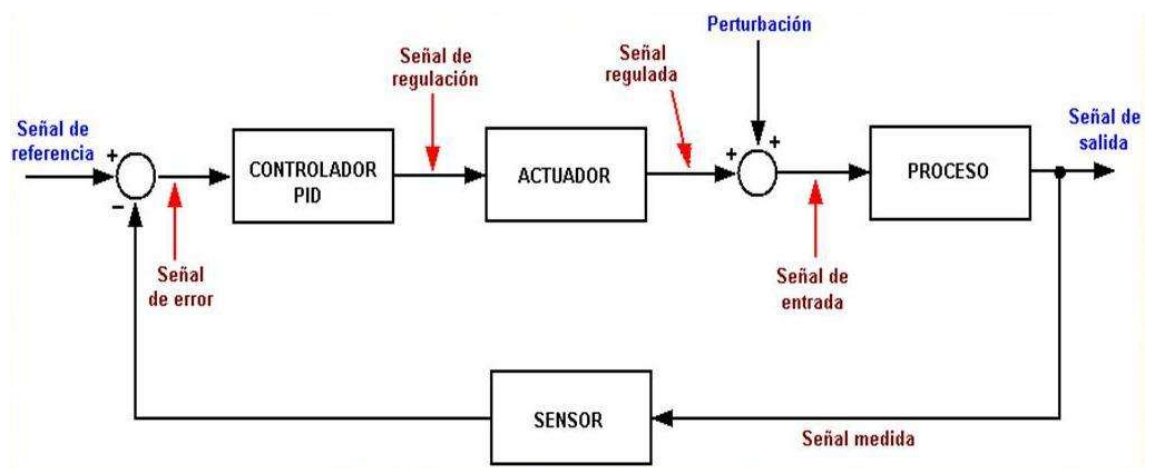 Perturbación
Señal de
regulación
Señal
regulada
Señal de
referencia
+
−
CONTROLADOR
PID
ACTUADOR
+
+
PROCESO
Señal de
salida
Señal
de error
Señal de
entrada
SENSOR
Señal medida